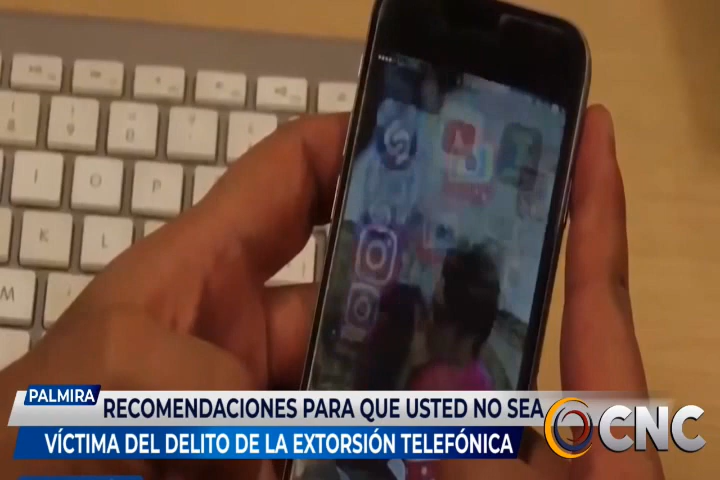 PALMIRA
RECOMENDACIONES PARA QUE USTED NO SEA
VÍCTIMA DEL DELITO DE LA EXTORSIÓN TELEFÓNICA
CNC
O
P
K
L
M